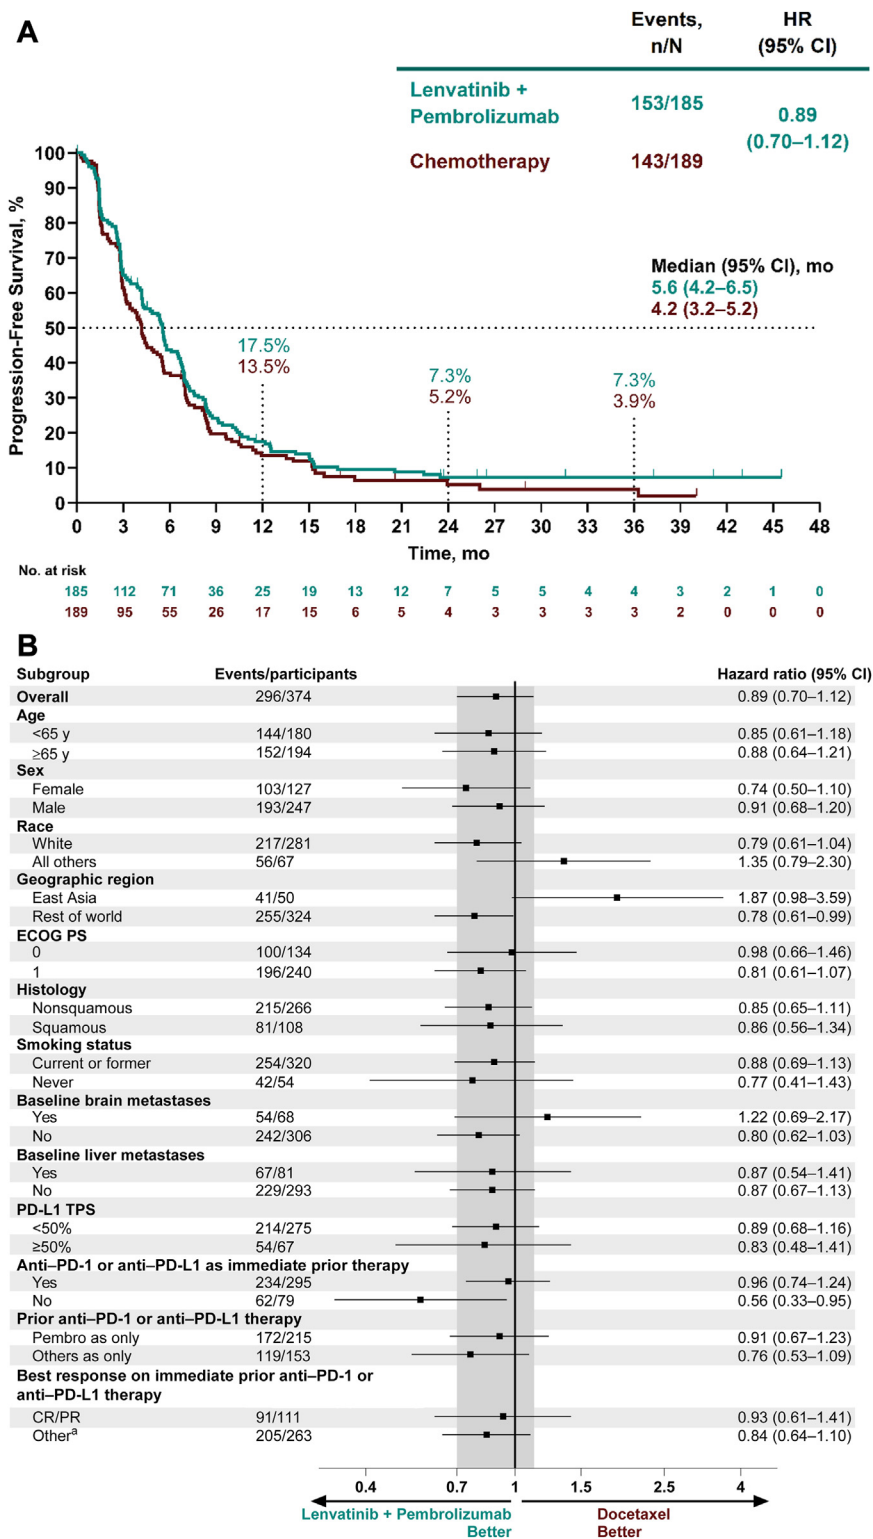 A
Events, HR
n/N (95% CI)
Lenvatinib +
Pembrolizumab 153/185
0.89
(0.70–1.12)
Chemotherapy 143/189
Progression-Free Survival, %
100
90
80
70
60
50
40
30
20
10
0
Median (95% CI), mo
5.6 (4.2–6.5)
4.2 (3.2–5.2)
17.5%
13.5%
7.3%
5.2%
7.3%
3.9%
0 3 6 9 12 15 18 21 24 27 30 33 36 39 42 45 48
Time, mo
No. at risk
185 112 71 36 25 19 13 12 7 5 5 4 4 3 2 1 0
189 95 55 26 17 15 6 5 4 3 3 3 3 2 0 0 0
B
Subgroup Events/participants Hazard ratio (95% CI)
Overall 296/374 0.89 (0.70–1.12)
Age
<65 y 144/180 0.85 (0.61–1.18)
≥65 y 152/194 0.88 (0.64–1.21)
Sex
Female 103/127 0.74 (0.50–1.10)
Male 193/247 0.91 (0.68–1.20)
Race
White 217/281 0.79 (0.61–1.04)
All others 56/67 1.35 (0.79–2.30)
Geographic region
East Asia 41/50 1.87 (0.98–3.59)
Rest of world 255/324 0.78 (0.61–0.99)
ECOG PS
0 100/134 0.98 (0.66–1.46)
1 196/240 0.81 (0.61–1.07)
Histology
Nonsquamous 215/266 0.85 (0.65–1.11)
Squamous 81/108 0.86 (0.56–1.34)
Smoking status
Current or former 254/320 0.88 (0.69–1.13)
Never 42/54 0.77 (0.41–1.43)
Baseline brain metastases
Yes 54/68 1.22 (0.69–2.17)
No 242/306 0.80 (0.62–1.03)
Baseline liver metastases
Yes 67/81 0.87 (0.54–1.41)
No 229/293 0.87 (0.67–1.13)
PD-L1 TPS
<50% 214/275 0.89 (0.68–1.16)
≥50% 54/67 0.83 (0.48–1.41)
Anti–PD-1 or anti–PD-L1 as immediate prior therapy
Yes 234/295 0.96 (0.74–1.24)
No 62/79 0.56 (0.33–0.95)
Prior anti–PD-1 or anti–PD-L1 therapy
Pembro as only 172/215 0.91 (0.67–1.23)
Others as only 119/153 0.76 (0.53–1.09)
Best response on immediate prior anti–PD-1 or
anti–PD-L1 therapy
CR/PR 91/111 0.93 (0.61–1.41)
Otherᵃ 205/263 0.84 (0.64–1.10)
0.4 0.7 1 1.5 2.5 4
Lenvatinib + Pembrolizumab Docetaxel
Better Better